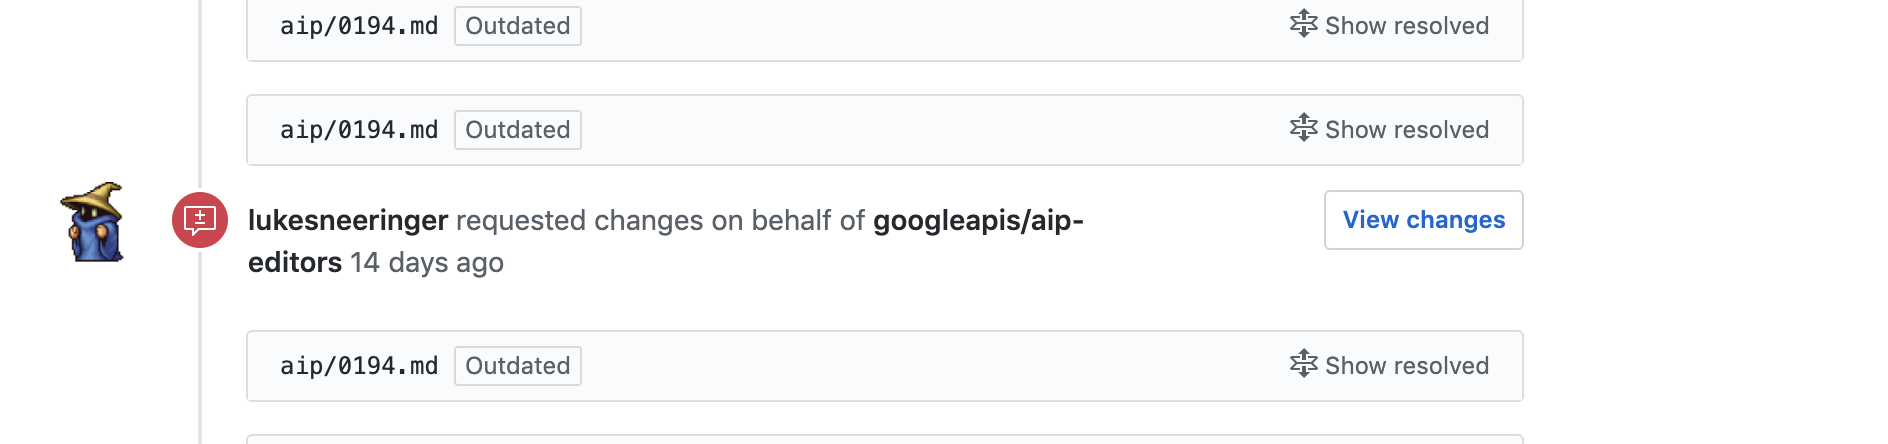 aip/0194.md Outdated Show resolved
aip/0194.md Outdated Show resolved
lukesneeringer requested changes on behalf of googleapis/aip-
editors 14 days ago
View changes
aip/0194.md Outdated Show resolved